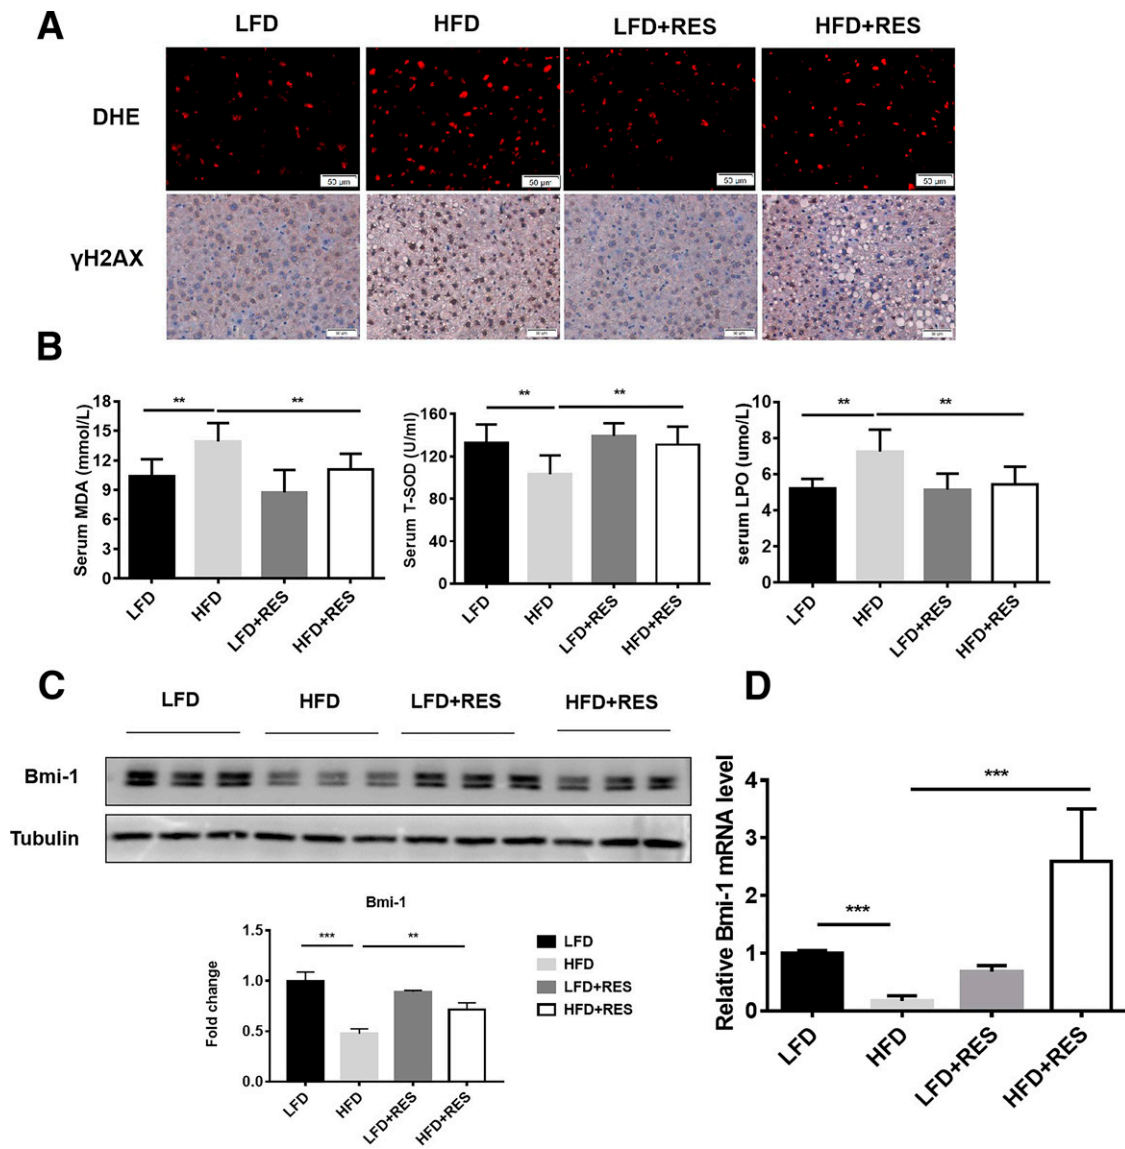 A
LFD HFD LFD+RES HFD+RES
DHE
50 μm 50 μm 50 μm 50 μm
γH2AX
B
** **
Serum MDA (mmol/L)
18
15
12
9
6
3
0
LFD HFD LFD+RES HFD+RES
** **
Serum T-SOD (U/ml)
160
120
80
40
0
LFD HFD LFD+RES HFD+RES
** **
serum LPO (umo/L)
10
8
6
4
2
0
LFD HFD LFD+RES HFD+RES
C
LFD HFD LFD+RES HFD+RES
Bmi-1
Tubulin
Bmi-1
*** **
Fold change
1.5
1.0
0.5
0.0
LFD HFD LFD+RES HFD+RES
LFD
HFD
LFD+RES
HFD+RES
D
***
***
Relative Bmi-1 mRNA level
4
3
2
1
0
LFD HFD LFD+RES HFD+RES